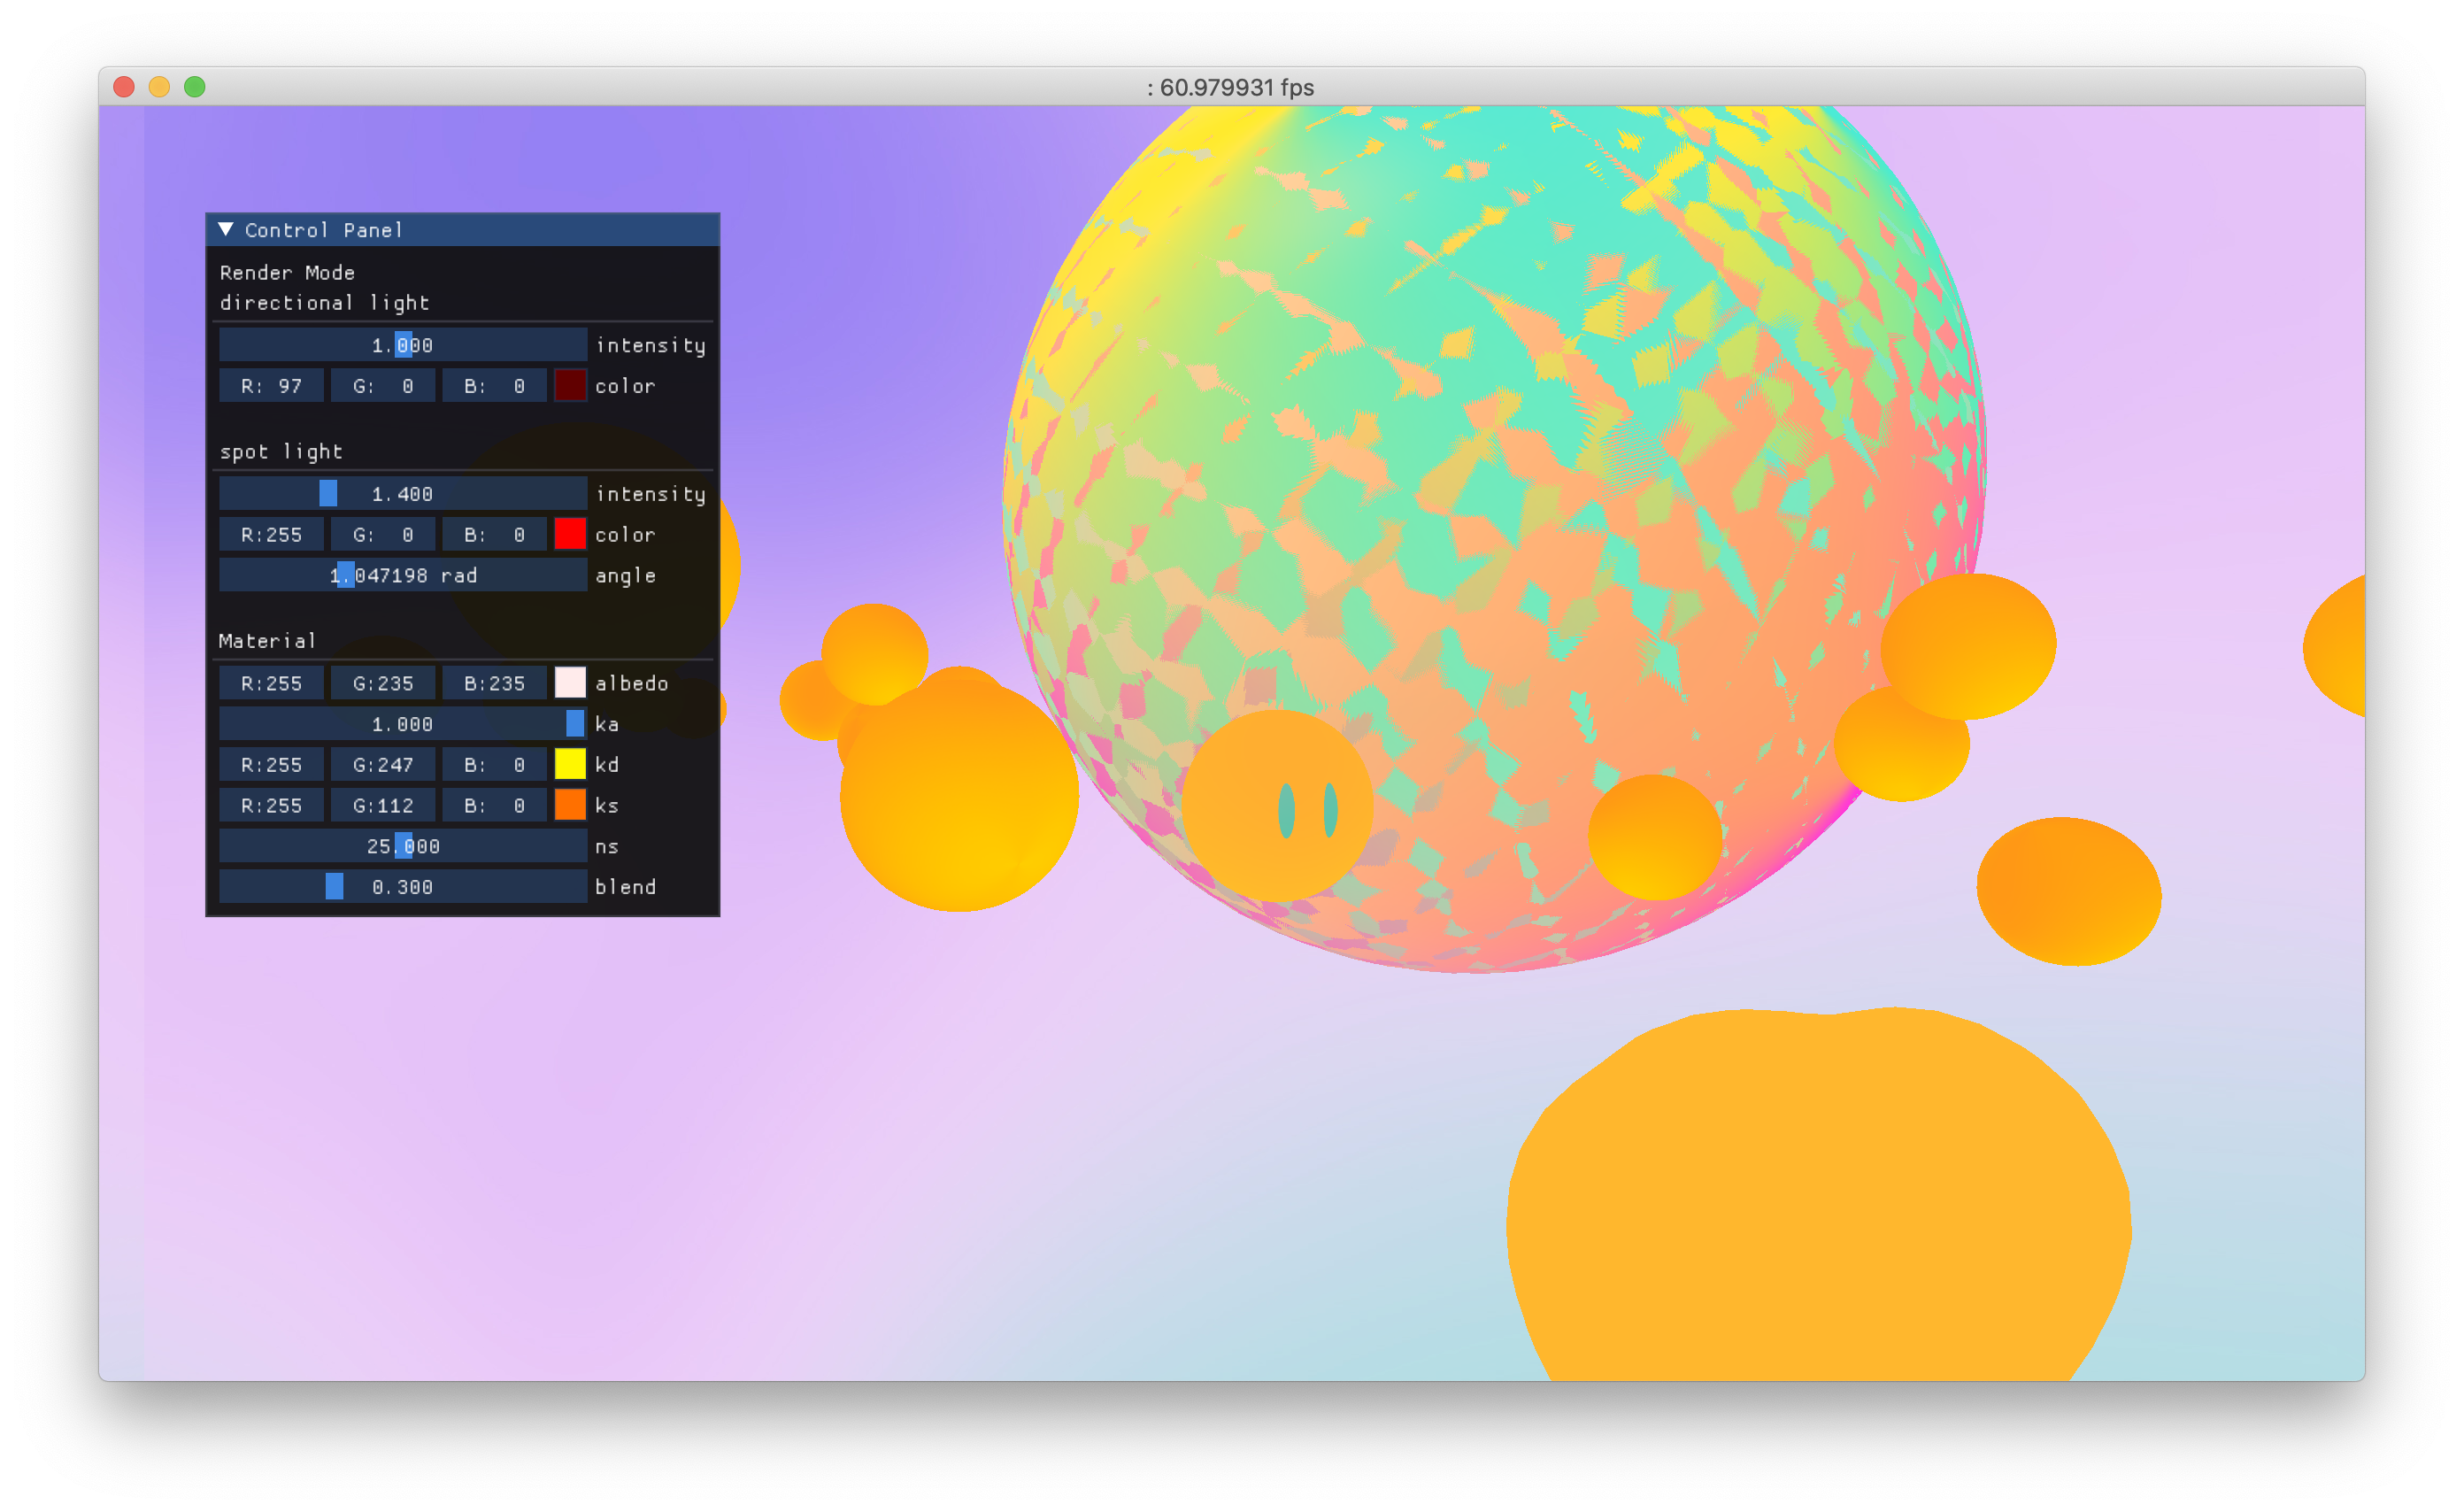 : 60.979931 fps
▼ Control Panel
Render Mode
directional light
1.000 intensity
R: 97 G: 0 B: 0 color
spot light
1.400 intensity
R:255 G: 0 B: 0 color
1.047198 rad angle
Material
R:255 G:235 B:235 albedo
1.000 ka
R:255 G:247 B: 0 kd
R:255 G:112 B: 0 ks
25.000 ns
0.300 blend